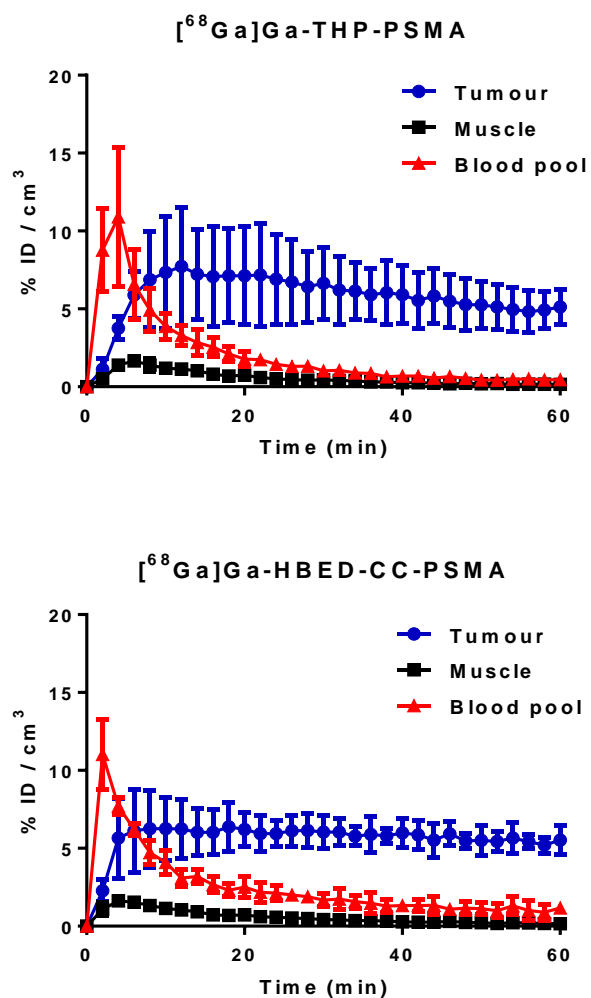 [⁶⁸Ga]Ga-THP-PSMA
20
15
10
5
0
% ID / cm³
Tumour
Muscle
Blood pool
0 20 40 60
Time (min)
[⁶⁸Ga]Ga-HBED-CC-PSMA
20
15
10
5
0
% ID / cm³
Tumour
Muscle
Blood pool
0 20 40 60
Time (min)